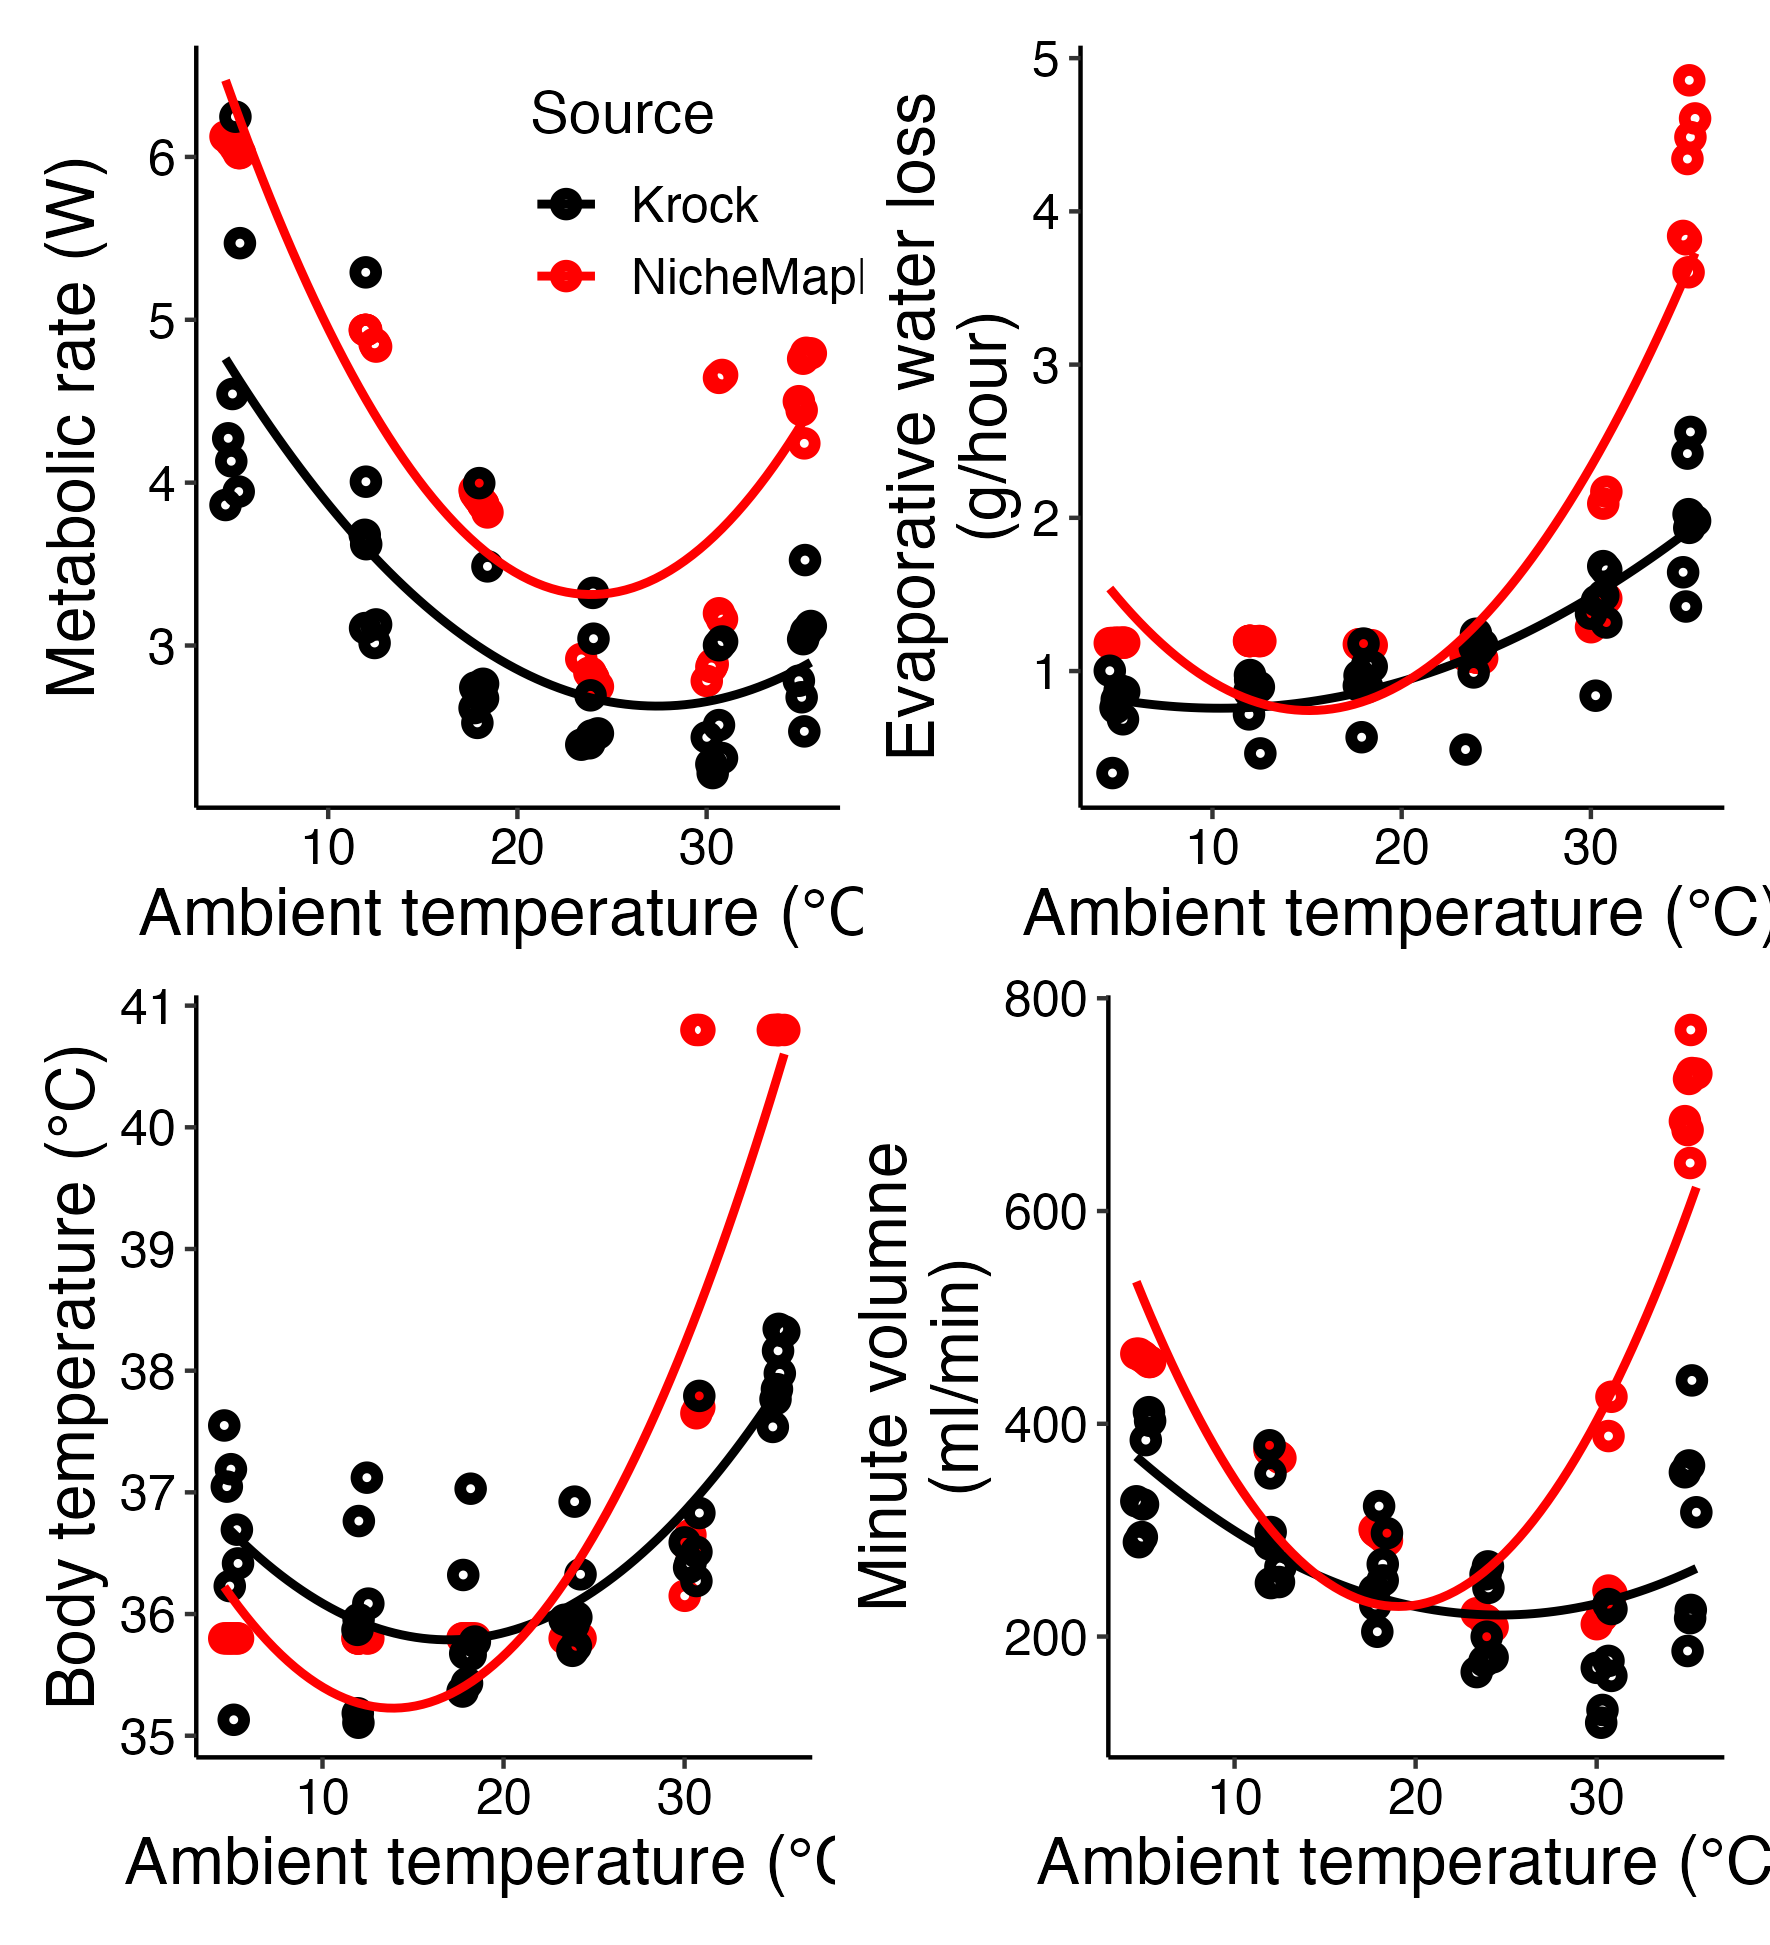 Metabolic rate (W)
6
5
4
3
Source
Krock
NicheMapl
10 20 30
Ambient temperature (°C
Evaporative water loss
(g/hour)
5
4
3
2
1
10 20 30
Ambient temperature (°C)
Body temperature (°C)
41
40
39
38
37
36
35
10 20 30
Ambient temperature (°C
Minute volumne
(ml/min)
800
600
400
200
10 20 30
Ambient temperature (°C